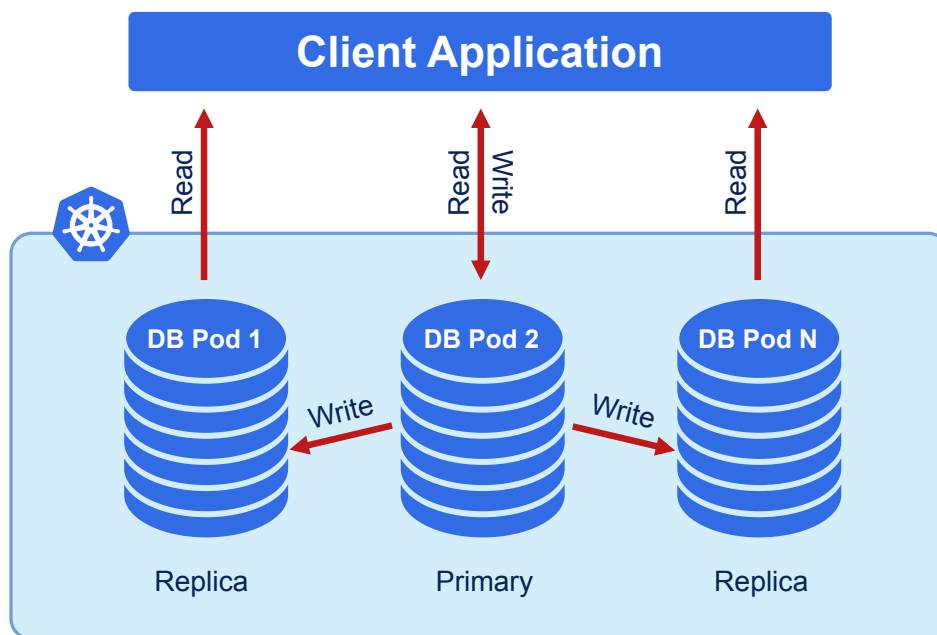 Client Application
Read
Read
Write
Read
DB Pod 1
DB Pod 2
DB Pod N
Write
Write
Replica
Primary
Replica